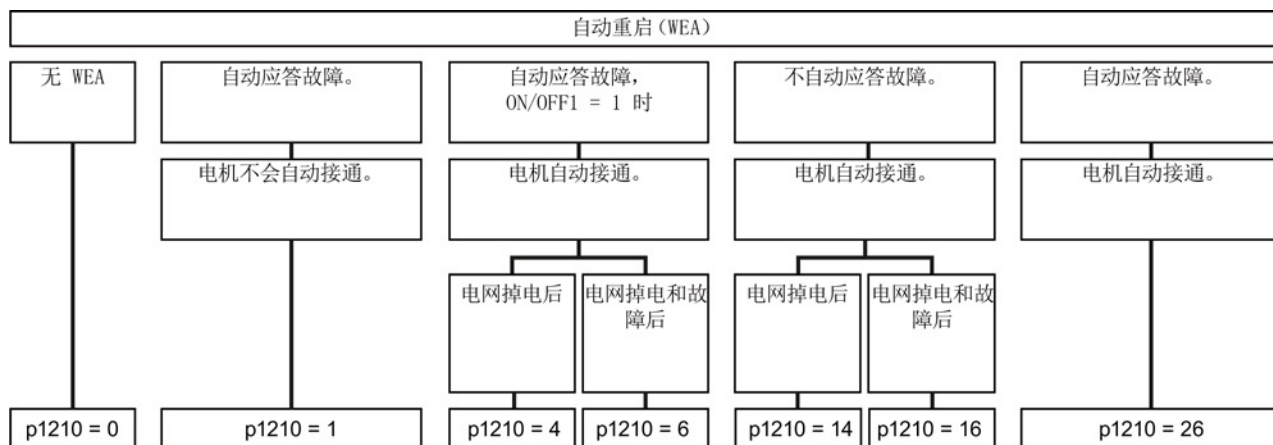 自动重启(WEA)
无 WEA
自动应答故障。
自动应答故障,
ON/OFF1 = 1 时
不自动应答故障。
自动应答故障。
电机不会自动接通。
电机自动接通。
电机自动接通。
电机自动接通。
电网掉电后
电网掉电和故
障后
电网掉电后
电网掉电和故
障后
p1210 = 0
p1210 = 1
p1210 = 4
p1210 = 6
p1210 = 14
p1210 = 16
p1210 = 26